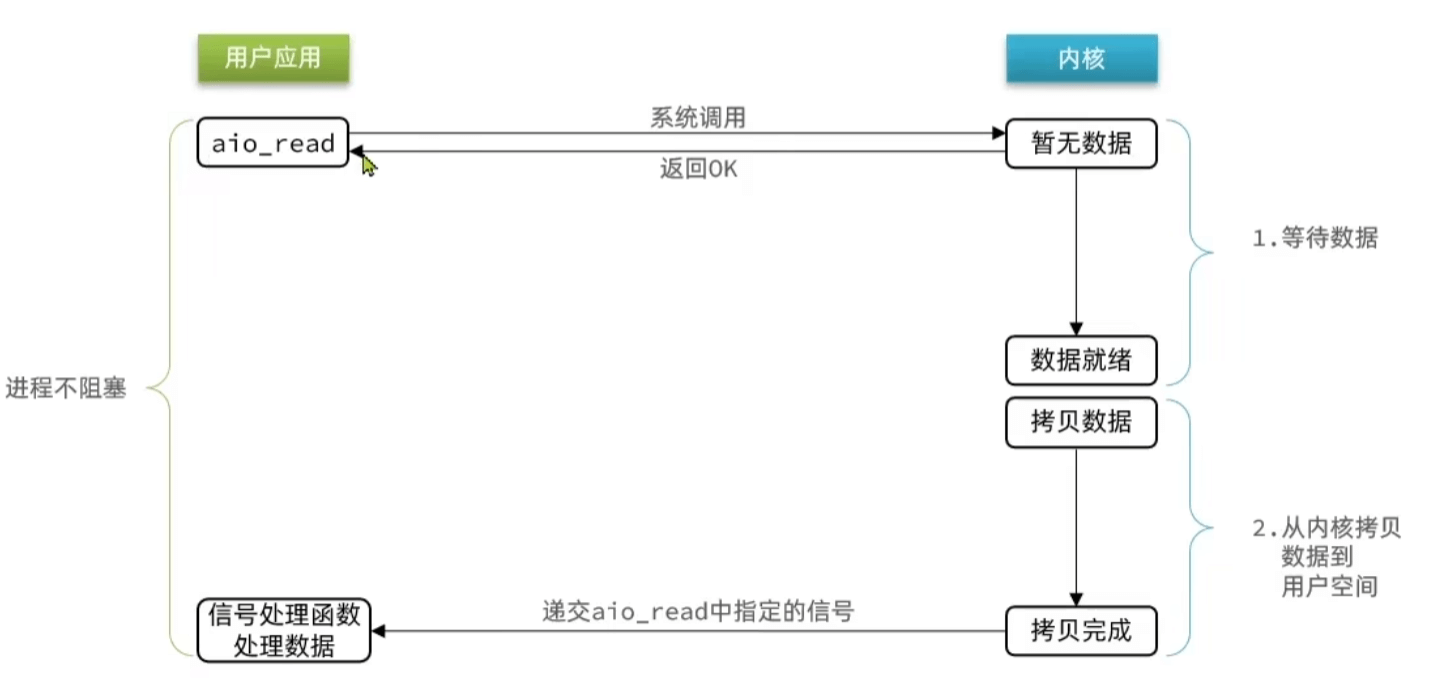 用户应用
内核
系统调用
aio_read
暂无数据
返回OK
1.等待数据
数据就绪
进程不阻塞
拷贝数据
2.从内核拷贝
数据到
用户空间
递交aio_read中指定的信号
信号处理函数
处理数据
拷贝完成